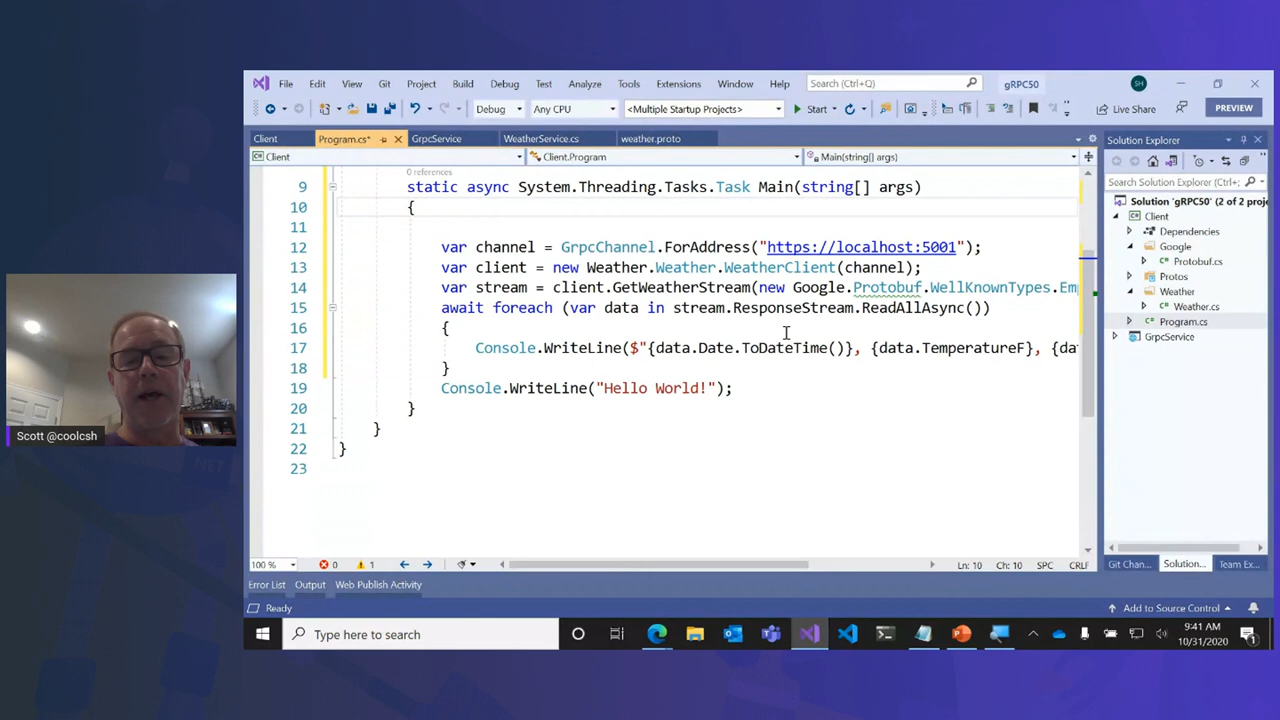 File Edit View Git Project Build Debug Test Analyze Tools Extensions Window Help Search (Ctrl+Q) gRPC50 SH
Debug Any CPU <Multiple Startup Projects> Start Live Share PREVIEW
Client Program.cs* GrpcService WeatherService.cs weather.proto
Client Client.Program Main(string[] args)
0 references
9 static async System.Threading.Tasks.Task Main(string[] args)
10 {
11
12 var channel = GrpcChannel.ForAddress("https://localhost:5001");
13 var client = new Weather.Weather.WeatherClient(channel);
14 var stream = client.GetWeatherStream(new Google.Protobuf.WellKnownTypes.Emp
15 await foreach (var data in stream.ResponseStream.ReadAllAsync())
16 {
17 Console.WriteLine($"{data.Date.ToDateTime()}, {data.TemperatureF}, {dat
18 }
19 Console.WriteLine("Hello World!");
20 }
21 }
22 }
23
100 % 0 1 Ln: 10 Ch: 10 SPC CRLF
Error List Output Web Publish Activity
Ready Add to Source Control
Solution Explorer
Search Solution Explorer (Ctrl+;
Solution 'gRPC50' (2 of 2 proje
Client
Dependencies
Google
Protobuf.cs
Protos
Weather
Weather.cs
Program.cs
GrpcService
Git Chan... Solution... Team Ex...
Scott @coolcsh
Type here to search
9:41 AM
10/31/2020
1